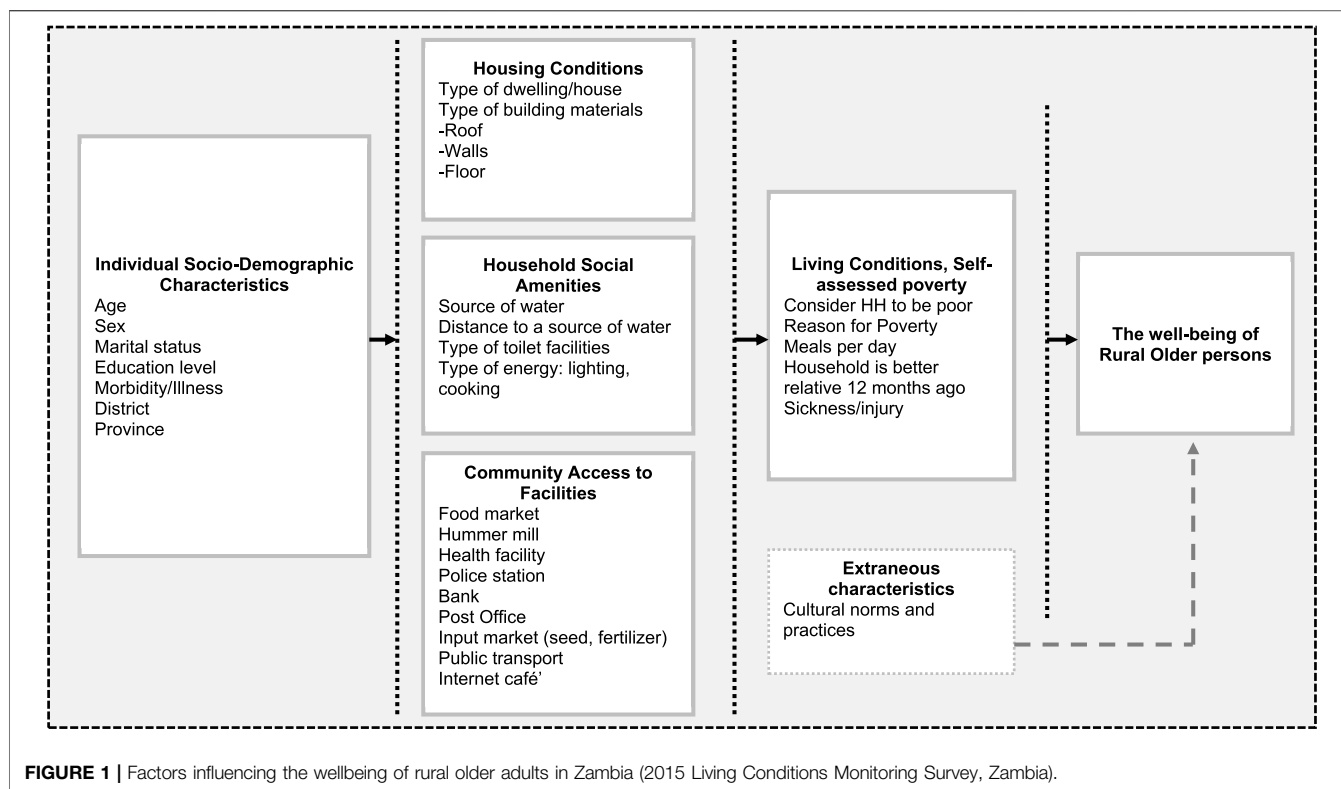 Individual Socio-Demographic
Characteristics
Age
Sex
Marital status
Education level
Morbidity/Illness
District
Province
Housing Conditions
Type of dwelling/house
Type of building materials
-Roof
-Walls
-Floor
Household Social
Amenities
Source of water
Distance to a source of water
Type of toilet facilities
Type of energy: lighting,
cooking
Community Access to
Facilities
Food market
Hummer mill
Health facility
Police station
Bank
Post Office
Input market (seed, fertilizer)
Public transport
Internet café’
Living Conditions, Self-
assessed poverty
Consider HH to be poor
Reason for Poverty
Meals per day
Household is better
relative 12 months ago
Sickness/injury
Extraneous
characteristics
Cultural norms and
practices
The well-being of
Rural Older persons
FIGURE 1 | Factors influencing the wellbeing of rural older adults in Zambia (2015 Living Conditions Monitoring Survey, Zambia).